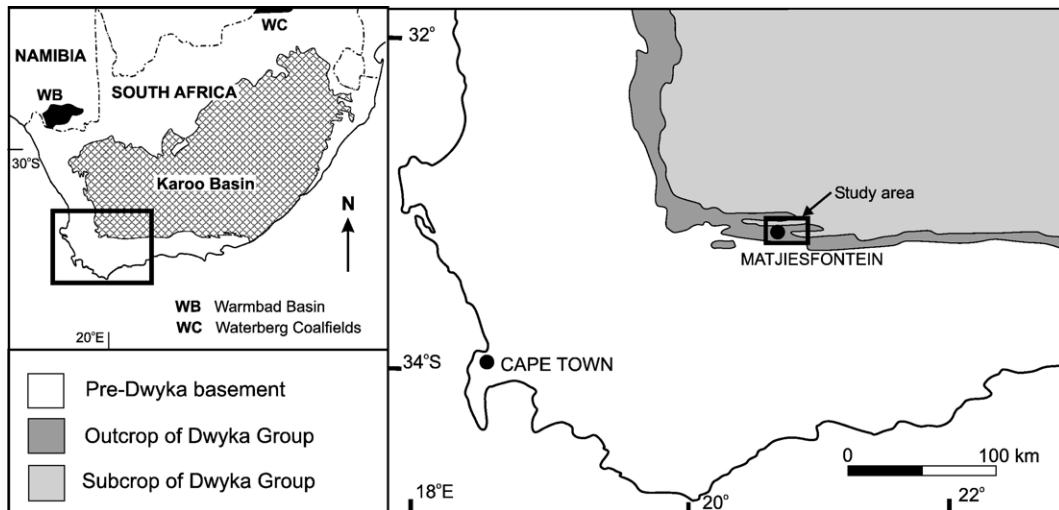 WC
NAMIBIA
WB
SOUTH AFRICA
30°S
Karoo Basin
N
WB Warmbad Basin
WC Waterberg Coalfields
20°E
Pre-Dwyka basement
Outcrop of Dwyka Group
Subcrop of Dwyka Group
32°
Study area
MATJIESFONTEIN
34°S
CAPE TOWN
0 100 km
18°E
20°
22°